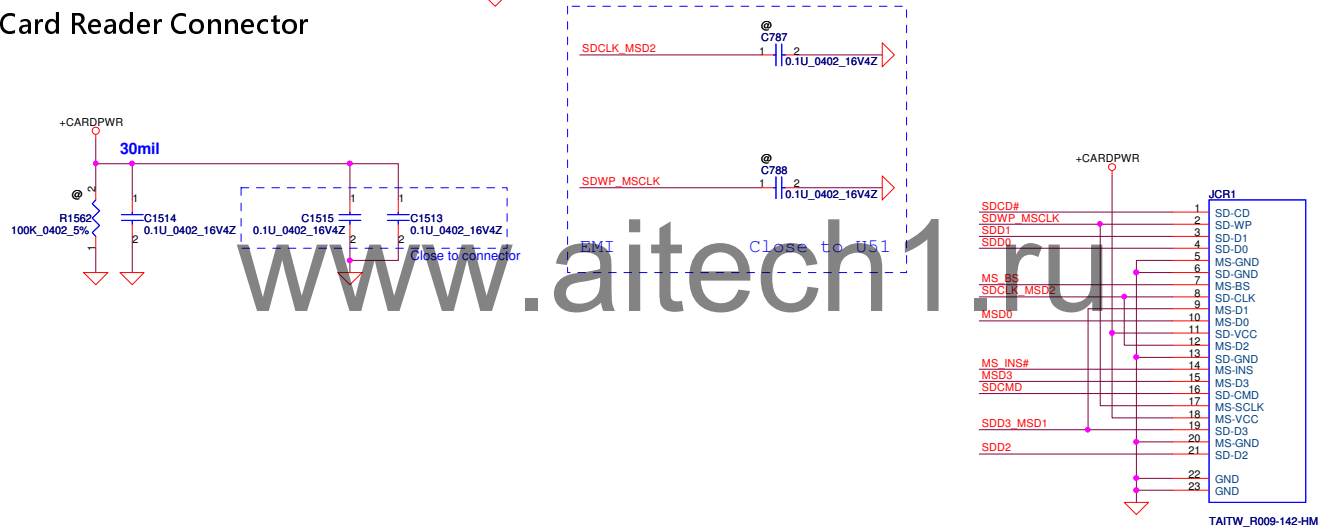 Card Reader Connector
+CARDPWR
30mil
@
R1562
100K_0402_5%
2
1
C1514
0.1U_0402_16V4Z
1
2
C1515
0.1U_0402_16V4Z
1
2
C1513
0.1U_0402_16V4Z
1
2
Close to connector
SDCLK_MSD2
@
C787
1 2
0.1U_0402_16V4Z
SDWP_MSCLK
@
C788
1 2
0.1U_0402_16V4Z
EMI Close to U51
www.aitech1.ru
+CARDPWR
JCR1
SDCD# 1 SD-CD
SDWP_MSCLK 2 SD-WP
SDD1 3 SD-D1
SDD0 4 SD-D0
5 MS-GND
6 SD-GND
MS_BS 7 MS-BS
SDCLK_MSD2 8 SD-CLK
9 MS-D1
MSD0 10 MS-D0
11 SD-VCC
12 MS-D2
13 SD-GND
MS_INS# 14 MS-INS
MSD3 15 MS-D3
SDCMD 16 SD-CMD
17 MS-SCLK
18 MS-VCC
SDD3_MSD1 19 SD-D3
20 MS-GND
SDD2 21 SD-D2
22 GND
23 GND
TAITW_R009-142-HM